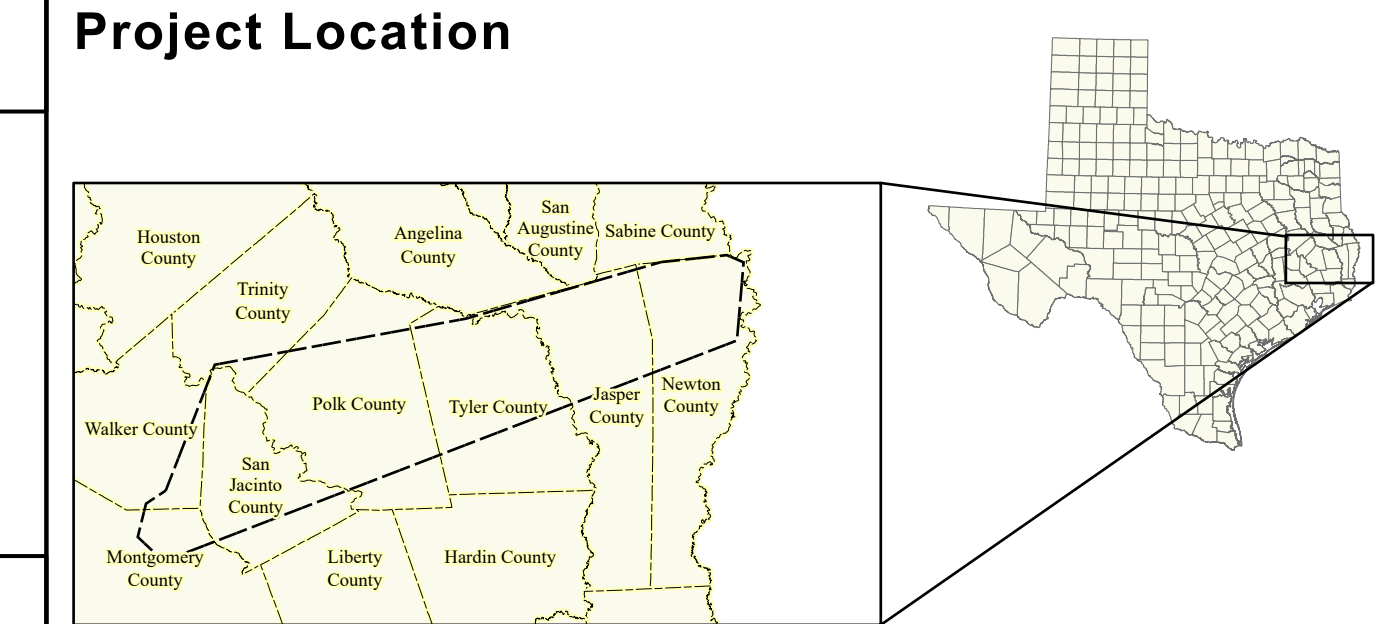 Project Location
San
Augustine
County
Sabine County
Houston
County
Angelina
County
Trinity
County
Polk County
Tyler County
Jasper
County
Newton
County
Walker County
San
Jacinto
County
Montgomery
County
Liberty
County
Hardin County